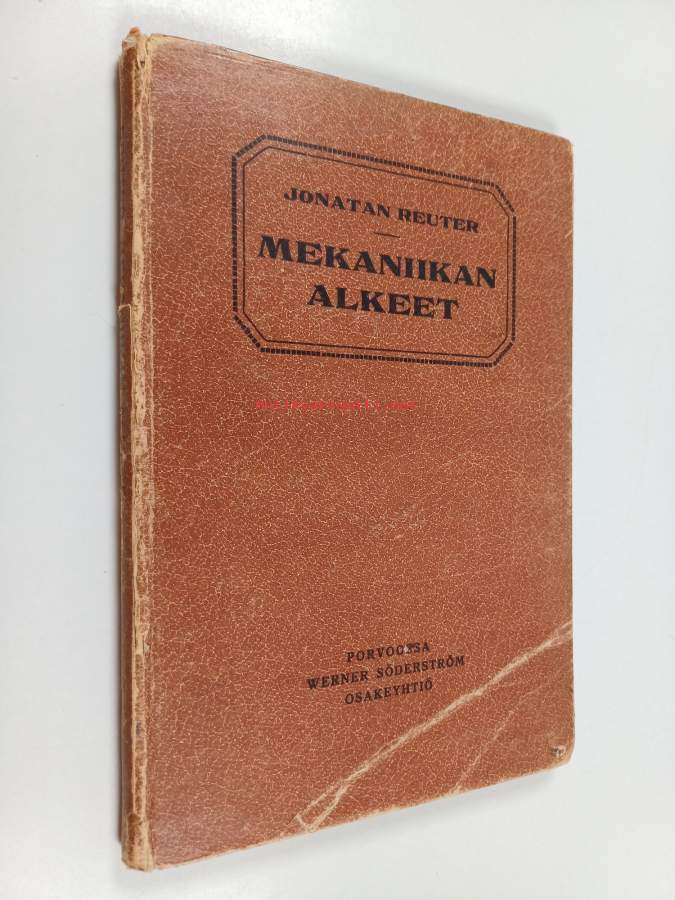 JONATAN REUTER
MEKANIIKAN
ALKEET
PORVOOSSA
WERNER SÖDERSTRÖM
OSAKEYHTIÖ